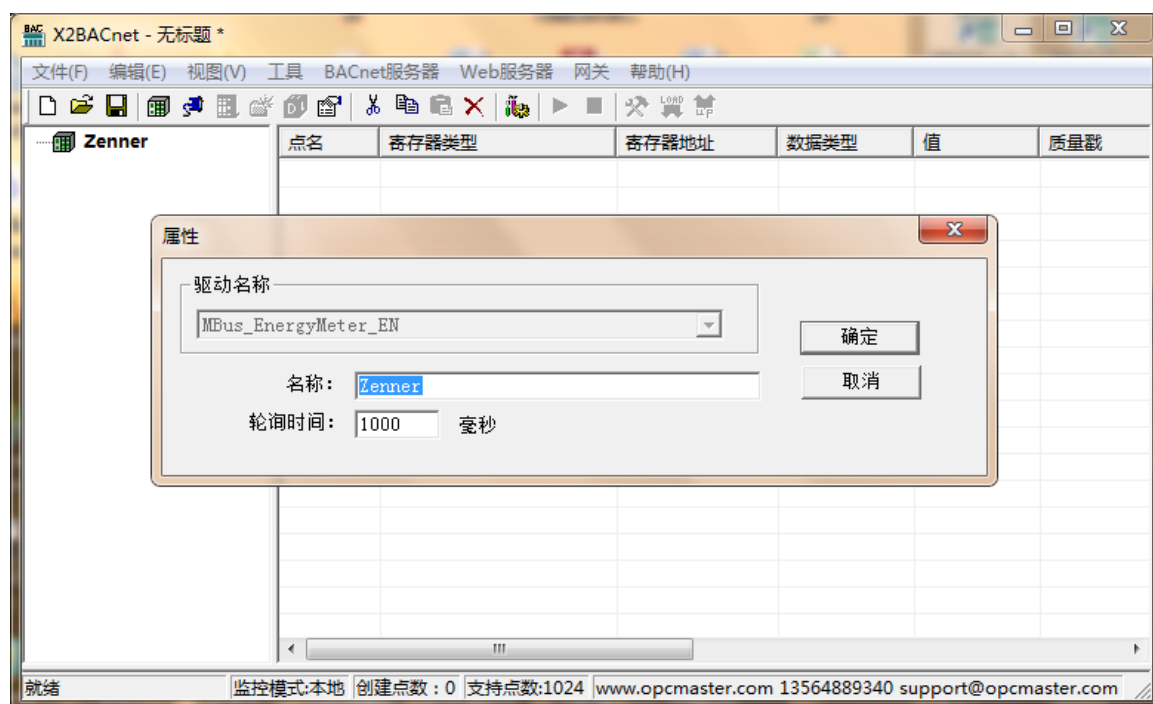 BAC
X2BACnet - 无标题 *
文件(F) 编辑(E) 视图(V) 工具 BACnet服务器 Web服务器 网关 帮助(H)
Zenner
点名 寄存器类型 寄存器地址 数据类型 值 质量戳
属性
驱动名称
MBus_EnergyMeter_EN
确定
名称: Zenner
取消
轮询时间: 1000 毫秒
就绪 监控模式:本地 创建点数：0 支持点数:1024 www.opcmaster.com 13564889340 support@opcmaster.com